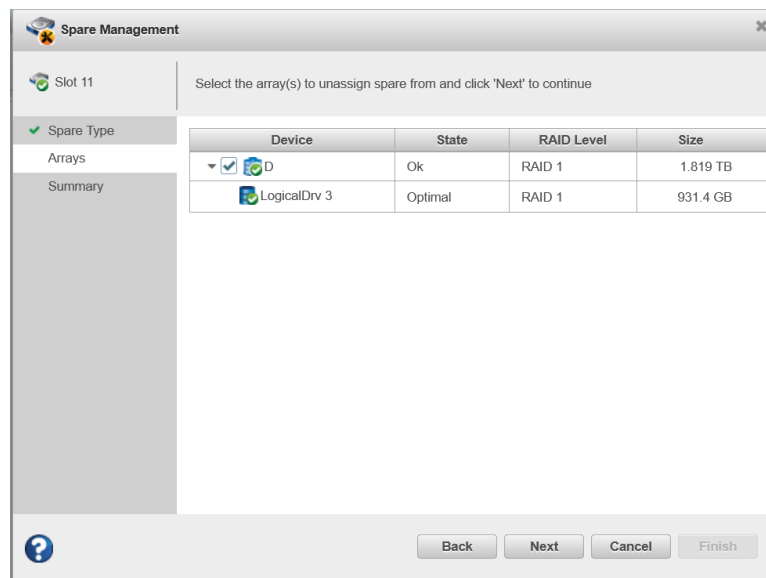 Spare Management
Slot 11
Select the array(s) to unassign spare from and click 'Next' to continue
Spare Type
Arrays
Summary
Device State RAID Level Size
D Ok RAID 1 1.819 TB
LogicalDrv 3 Optimal RAID 1 931.4 GB
? Back Next Cancel Finish